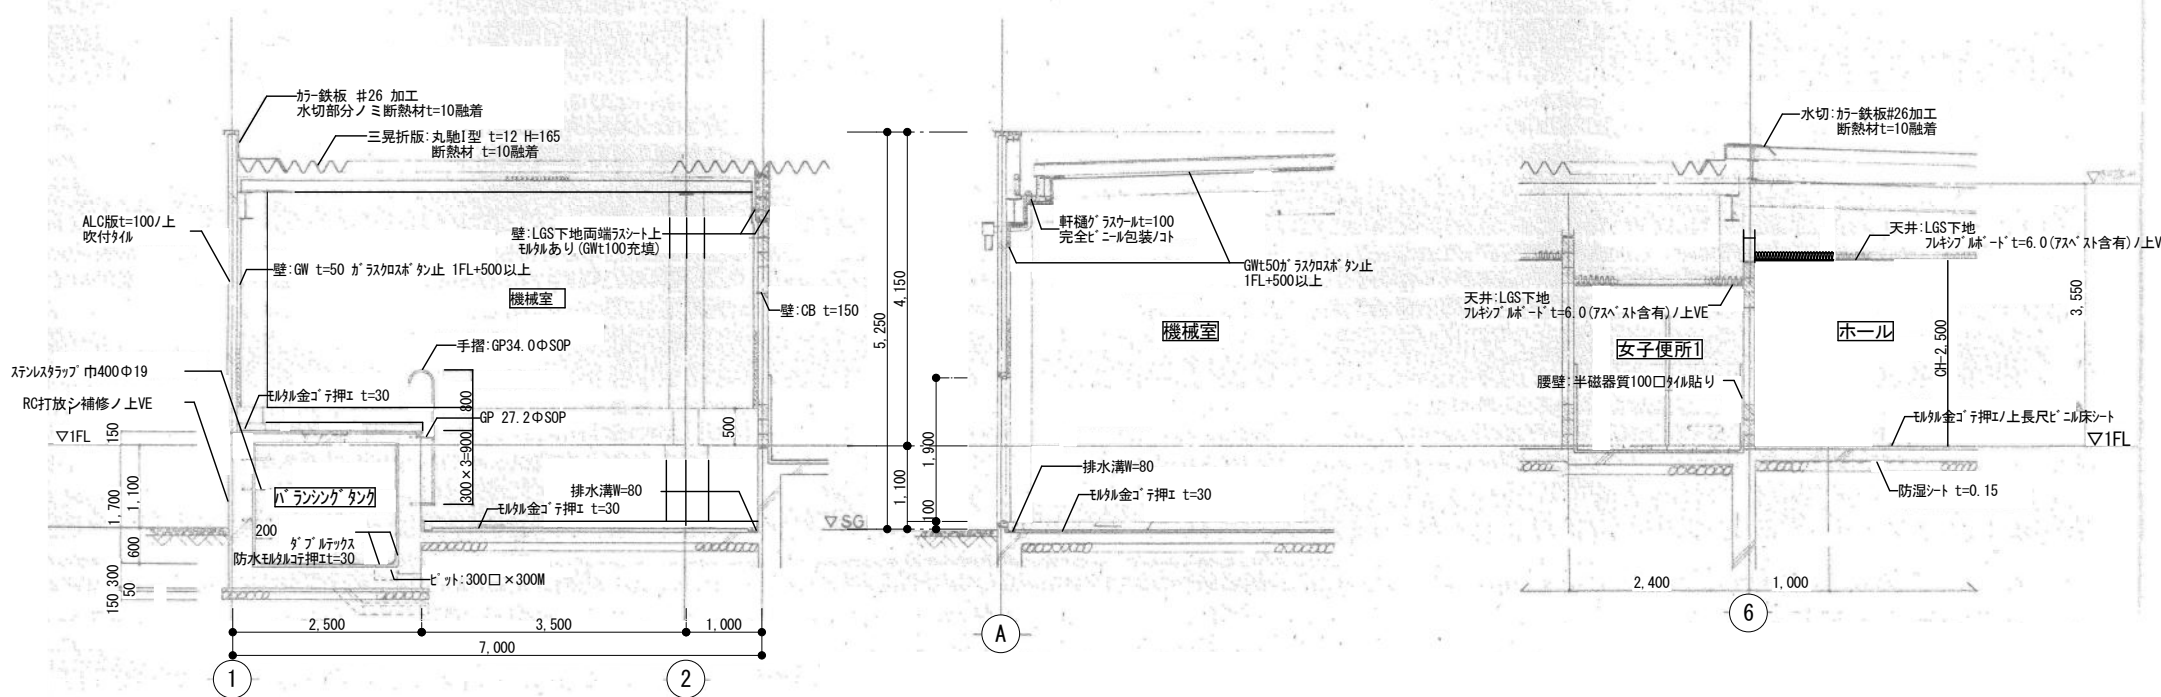 カラー鉄板 #26 加工
水切部分ノミ断熱材t=10融着
三晃折版:丸馳Ⅰ型 t=12 H=165
断熱材 t=10融着
ALC版t=100ノ上
吹付タイル
壁:GW t=50 ガラスクロスボタン止 1FL+500以上
壁:LGS下地両端ラスシート上
モルタルあり(GWt100充填)
機械室
壁:CB t=150
手摺:GP34.0ΦSOP
ステンレスタラップ 巾400Φ19
RC打放シ補修ノ上VE
モルタル金ゴテ押エ t=30
GP 27.2ΦSOP
▽1FL
150
800
300×3=900
500
1,100
1,700
600
300
50
150
バランシングタンク
200
ダブルテックス
防水モルタルコテ押エt=30
ピット:300□×300M
モルタル金ゴテ押エ t=30
排水溝W=80
2,500
3,500
1,000
7,000
1
2
5,250
4,150
1,100
1,900
100
▽SG
軒樋グラスウールt=100
完全ビニール包装ノコト
GWt50ガラスクロスボタン止
1FL+500以上
機械室
排水溝W=80
モルタル金ゴテ押エ t=30
A
水切:カラー鉄板#26加工
断熱材t=10融着
天井:LGS下地
フレキシブルボードt=6.0(アスベスト含有)ノ上V
天井:LGS下地
フレキシブルボードt=6.0(アスベスト含有)ノ上VE
女子便所1
ホール
CH=2,500
3,550
腰壁:半磁器質100□タイル貼り
モルタル金ゴテ押エノ上長尺ビニル床シート
▽1FL
防湿シート t=0.15
2,400
1,000
6